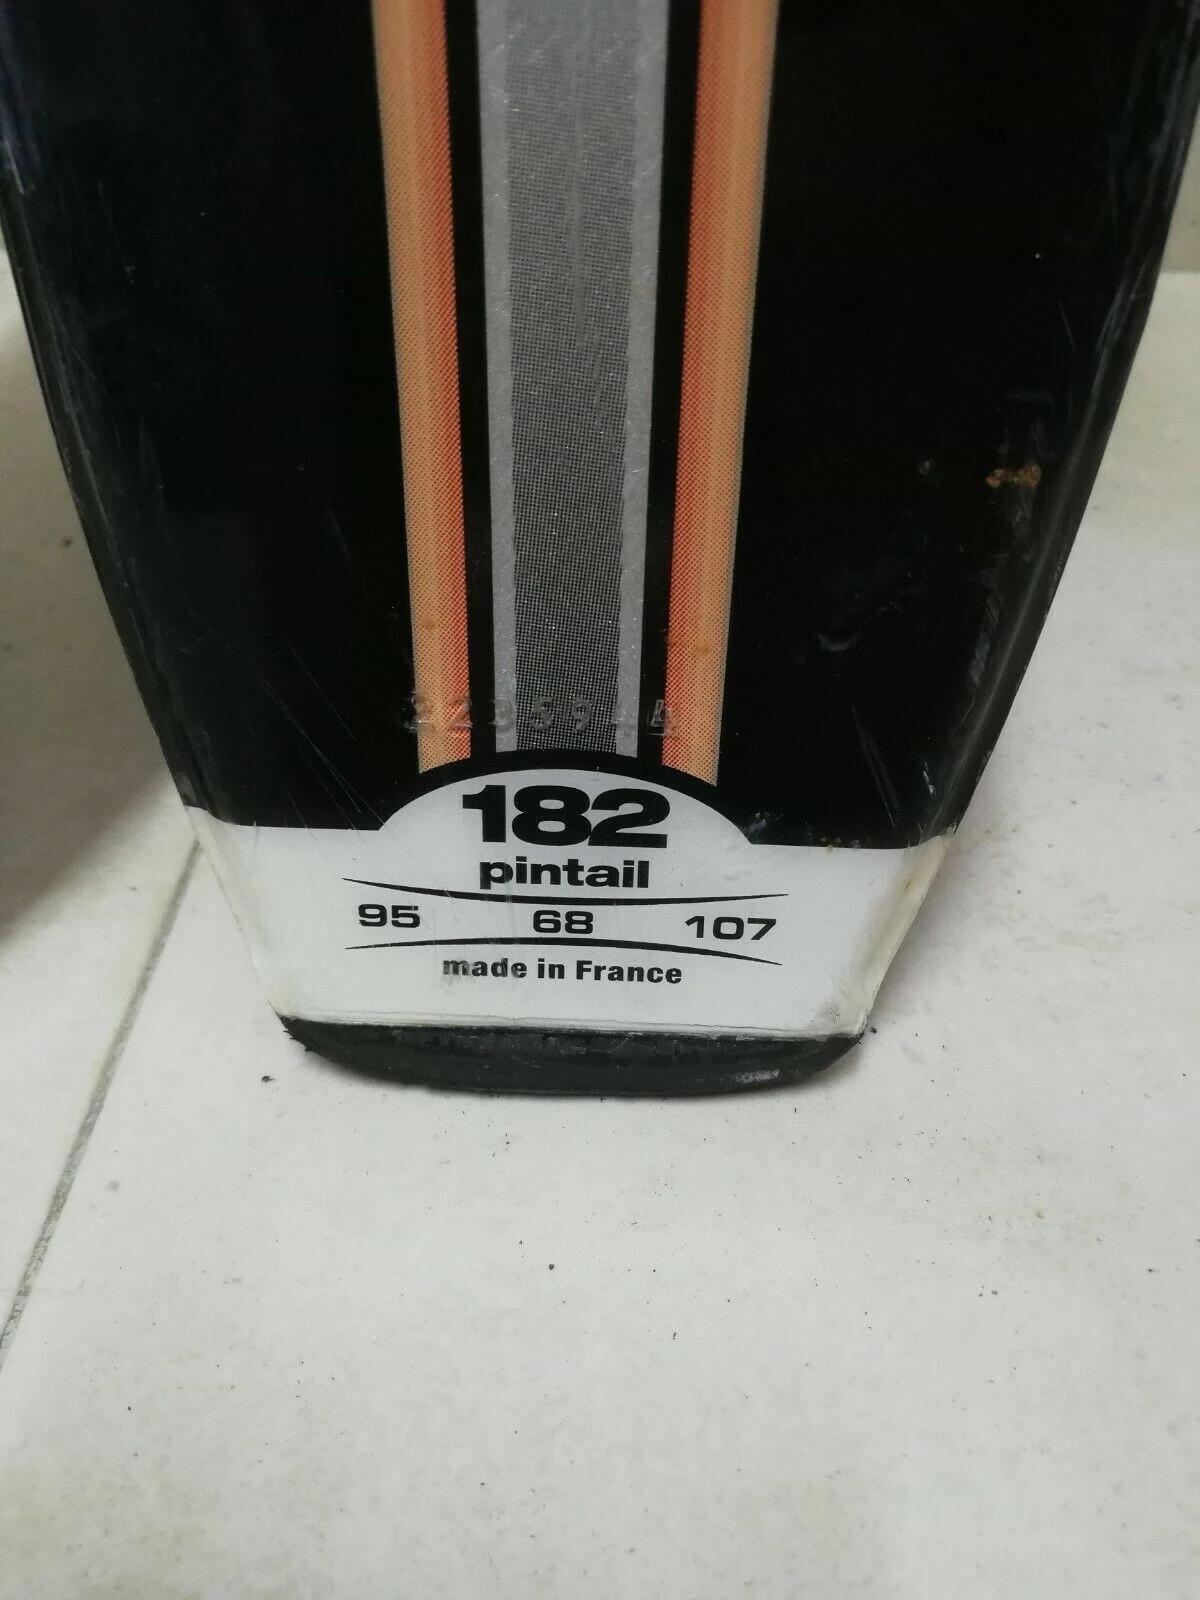 182
pintail
95 68 107
made in France